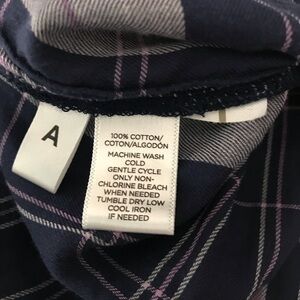 A
100% COTTON/
COTON/ALGODÓN
MACHINE WASH
COLD
GENTLE CYCLE
ONLY NON-
CHLORINE BLEACH
WHEN NEEDED
TUMBLE DRY LOW
COOL IRON
IF NEEDED